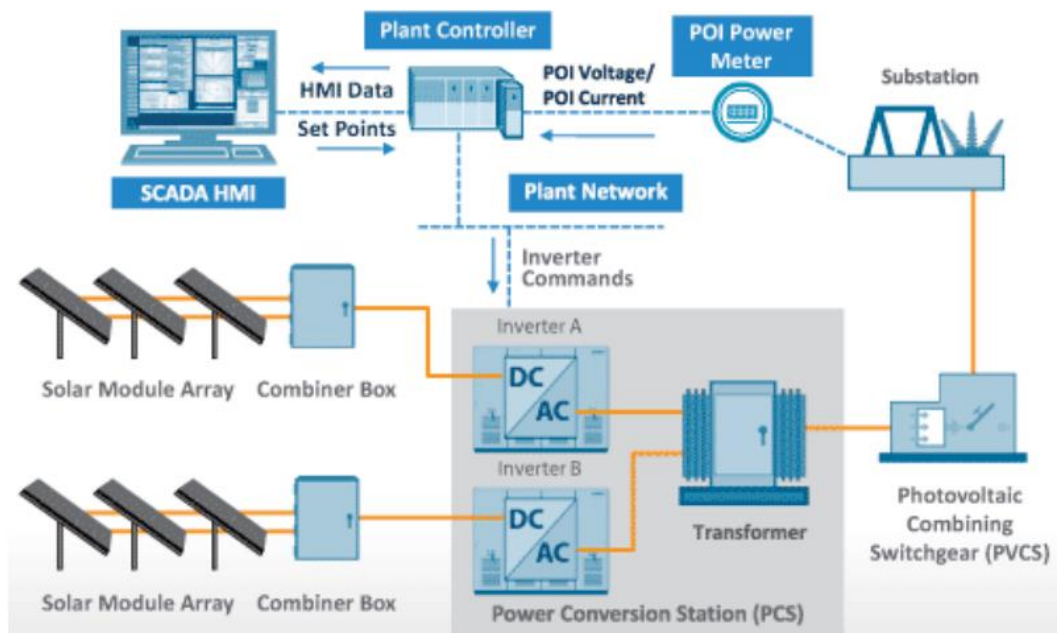 Plant Controller
POI Power
Meter
Substation
HMI Data
Set Points
POI Voltage/
POI Current
SCADA HMI
Plant Network
Inverter
Commands
Inverter A
DC
AC
Solar Module Array
Combiner Box
Inverter B
DC
AC
Transformer
Photovoltaic
Combining
Switchgear (PVCS)
Solar Module Array
Combiner Box
Power Conversion Station (PCS)